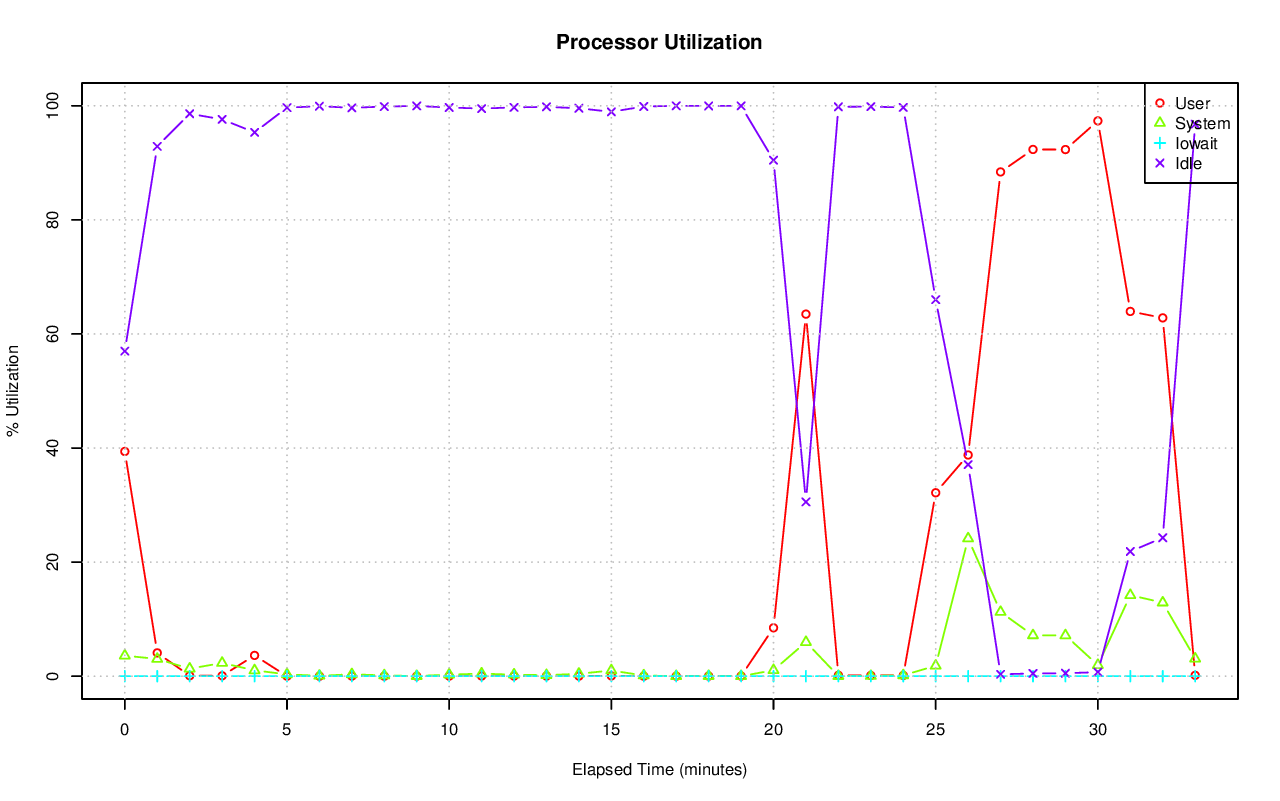 Processor Utilization
100
80
60
40
20
0
% Utilization
User
System
Iowait
Idle
0 5 10 15 20 25 30
Elapsed Time (minutes)